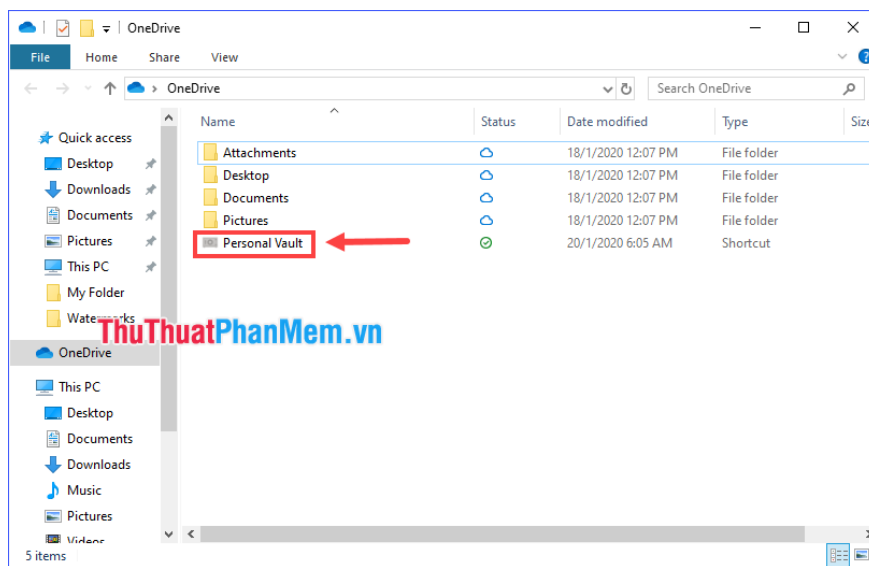 OneDrive
File Home Share View
OneDrive
Search OneDrive
Name Status Date modified Type Size
Quick access
Desktop
Downloads
Documents
Pictures
This PC
My Folder
Watermarks
OneDrive
This PC
Desktop
Documents
Downloads
Music
Pictures
Videos
Attachments 18/1/2020 12:07 PM File folder
Desktop 18/1/2020 12:07 PM File folder
Documents 18/1/2020 12:07 PM File folder
Pictures 18/1/2020 12:07 PM File folder
Personal Vault 20/1/2020 6:05 AM Shortcut
ThuThuatPhanMem.vn
5 items